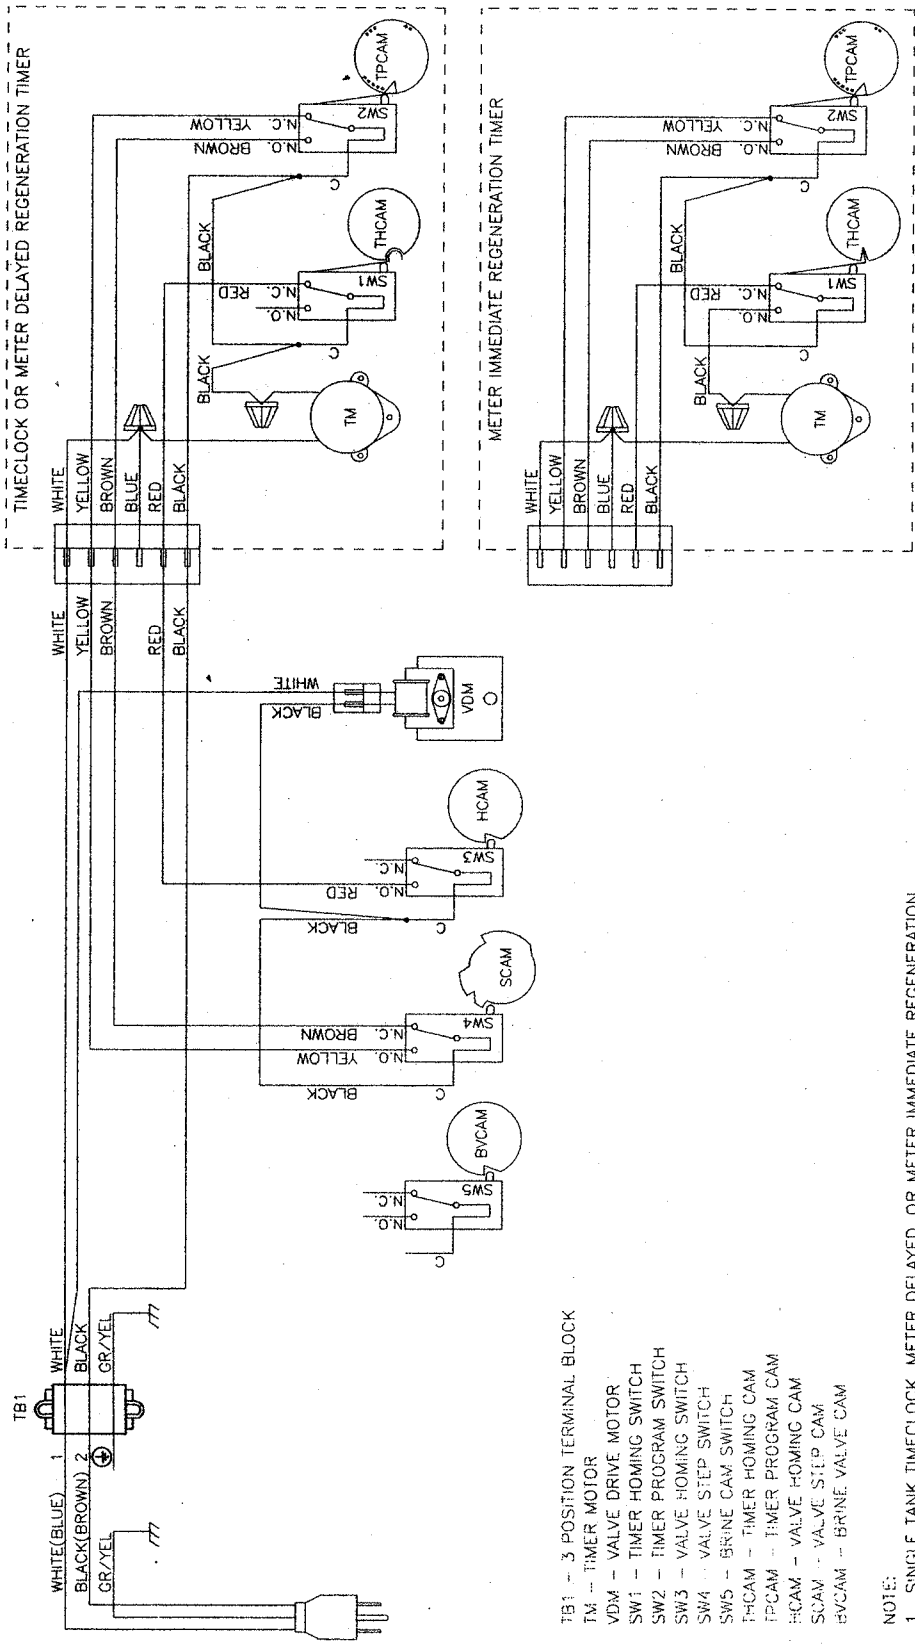 TIMECLOCK OR METER DELAYED REGENERATION TIMER
WHITE
YELLOW
BROWN
BLUE
RED
BLACK
BLACK
BLACK
RED
N.C.
N.O.
C
SW1
THCAM
TM
YELLOW
BROWN
N.C.
N.O.
C
SW2
TPCAM
METER IMMEDIATE REGENERATION TIMER
WHITE
YELLOW
BROWN
BLUE
RED
BLACK
BLACK
BLACK
RED
N.C.
N.O.
C
SW1
THCAM
TM
YELLOW
BROWN
N.C.
N.O.
C
SW2
TPCAM
WHITE
YELLOW
BROWN
RED
BLACK
WHITE
BLACK
VDM
HCAM
SW3
N.C.
N.O.
RED
C
BLACK
SCAM
SW4
N.C.
BROWN
N.O.
YELLOW
C
BLACK
BVCAM
SW5
N.C.
N.O.
C
TB1
WHITE
BLACK
GR/YEL
1
2
WHITE(BLUE)
BLACK(BROWN)
GR/YEL
TB1 - 3 POSITION TERMINAL BLOCK
TM - TIMER MOTOR
VDM - VALVE DRIVE MOTOR
SW1 - TIMER HOMING SWITCH
SW2 - TIMER PROGRAM SWITCH
SW3 - VALVE HOMING SWITCH
SW4 - VALVE STEP SWITCH
SW5 - BRINE CAM SWITCH
THCAM - TIMER HOMING CAM
TPCAM - TIMER PROGRAM CAM
HCAM - VALVE HOMING CAM
SCAM - VALVE STEP CAM
BVCAM - BRINE VALVE CAM
NOTE:
1. SINGLE TANK TIMECLOCK, METER DELAYED OR METER IMMEDIATE REGENERATION